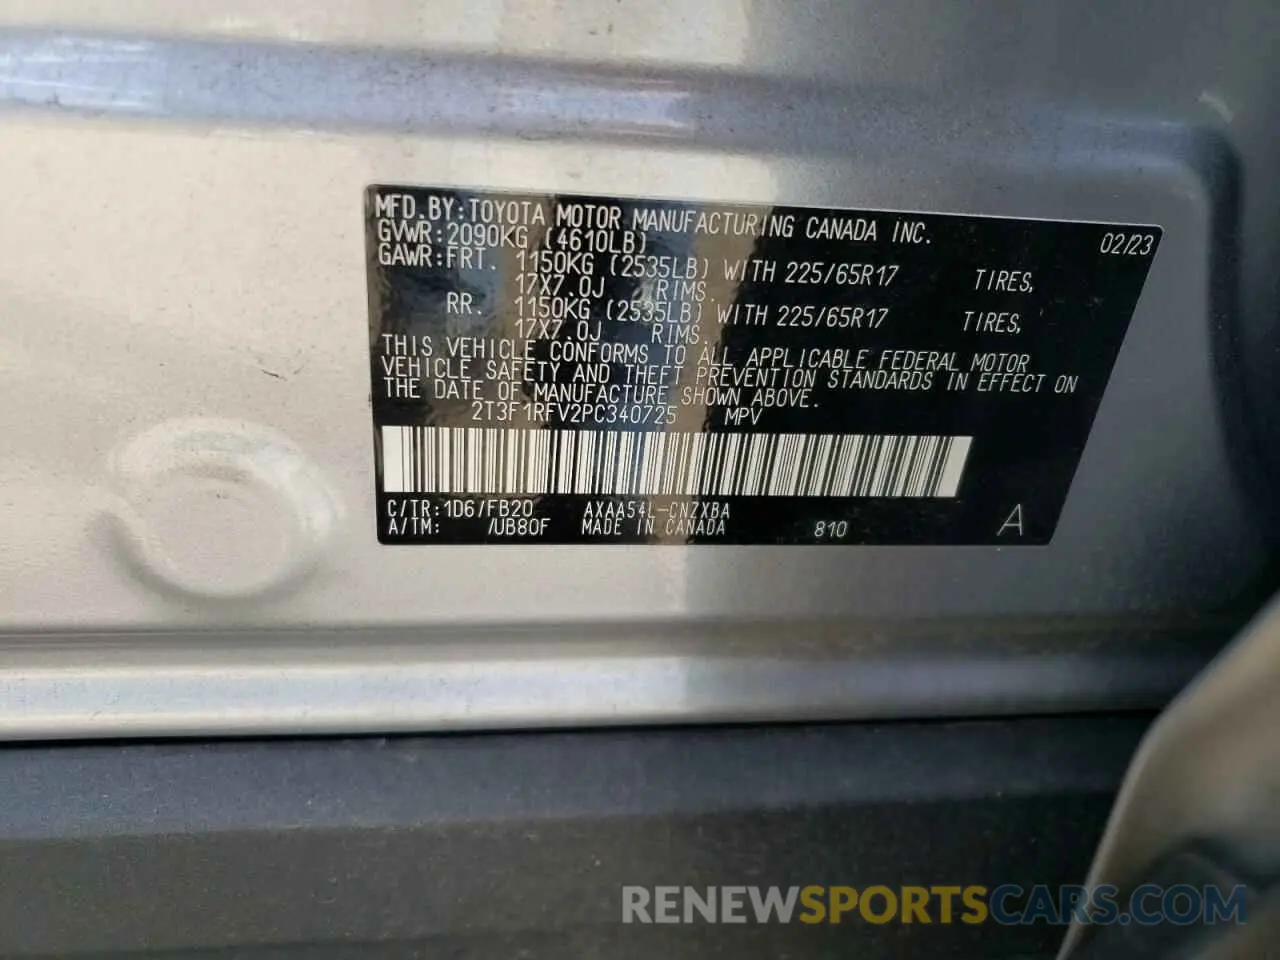 MFD.BY:TOYOTA MOTOR MANUFACTURING CANADA INC. 02/23
GVWR:2090KG (4610LB)
GAWR:FRT. 1150KG (2535LB) WITH 225/65R17 TIRES,
17X7.0J RIMS.
RR. 1150KG (2535LB) WITH 225/65R17 TIRES,
17X7.0J RIMS.
THIS VEHICLE CONFORMS TO ALL APPLICABLE FEDERAL MOTOR
VEHICLE SAFETY AND THEFT PREVENTION STANDARDS IN EFFECT ON
THE DATE OF MANUFACTURE SHOWN ABOVE.
2T3F1RFV2PC340725 MPV
C/TR:1D6/FB20 AXAA54L-CNZXBA
A/TM: /UB80F MADE IN CANADA 810 A
RENEWSPORTSCARS.COM